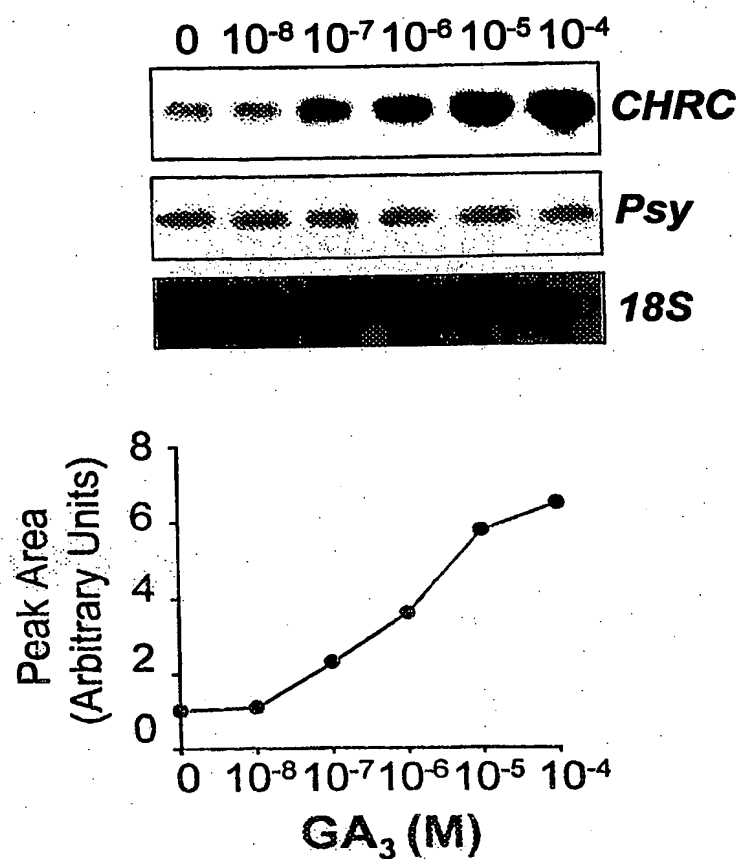 0 10⁻⁸ 10⁻⁷ 10⁻⁶ 10⁻⁵ 10⁻⁴
CHRC
Psy
18S
8
6
4
2
0
Peak Area
(Arbitrary Units)
0 10⁻⁸ 10⁻⁷ 10⁻⁶ 10⁻⁵ 10⁻⁴
GA₃ (M)